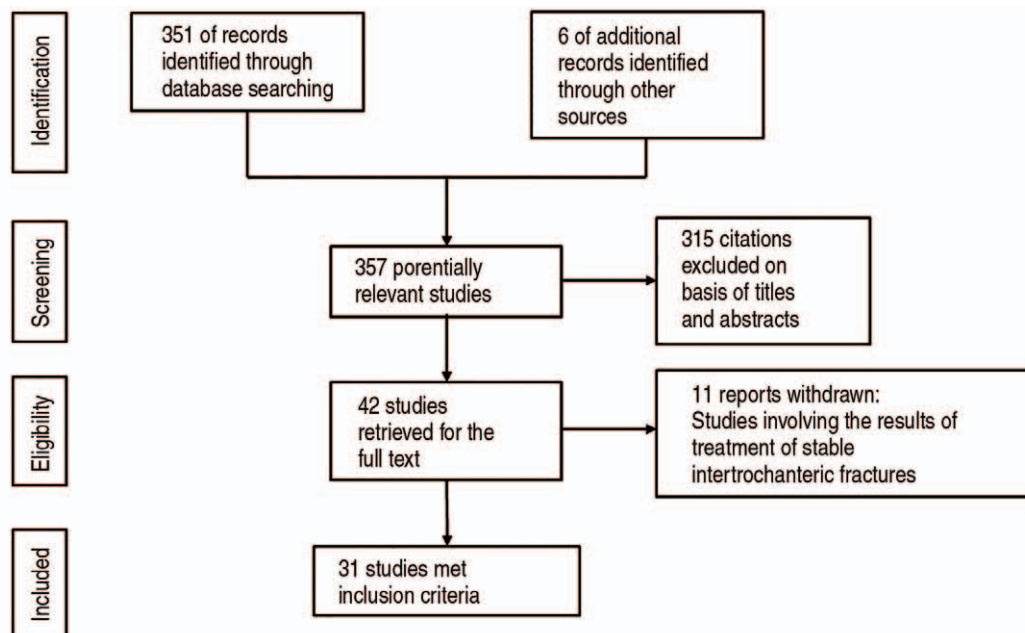 Identification
351 of records
identified through
database searching
6 of additional
records identified
through other
sources
Screening
357 porentially
relevant studies
315 citations
excluded on
basis of titles
and abstracts
Eligibility
42 studies
retrieved for the
full text
11 reports withdrawn:
Studies involving the results of
treatment of stable
intertrochanteric fractures
Included
31 studies met
inclusion criteria